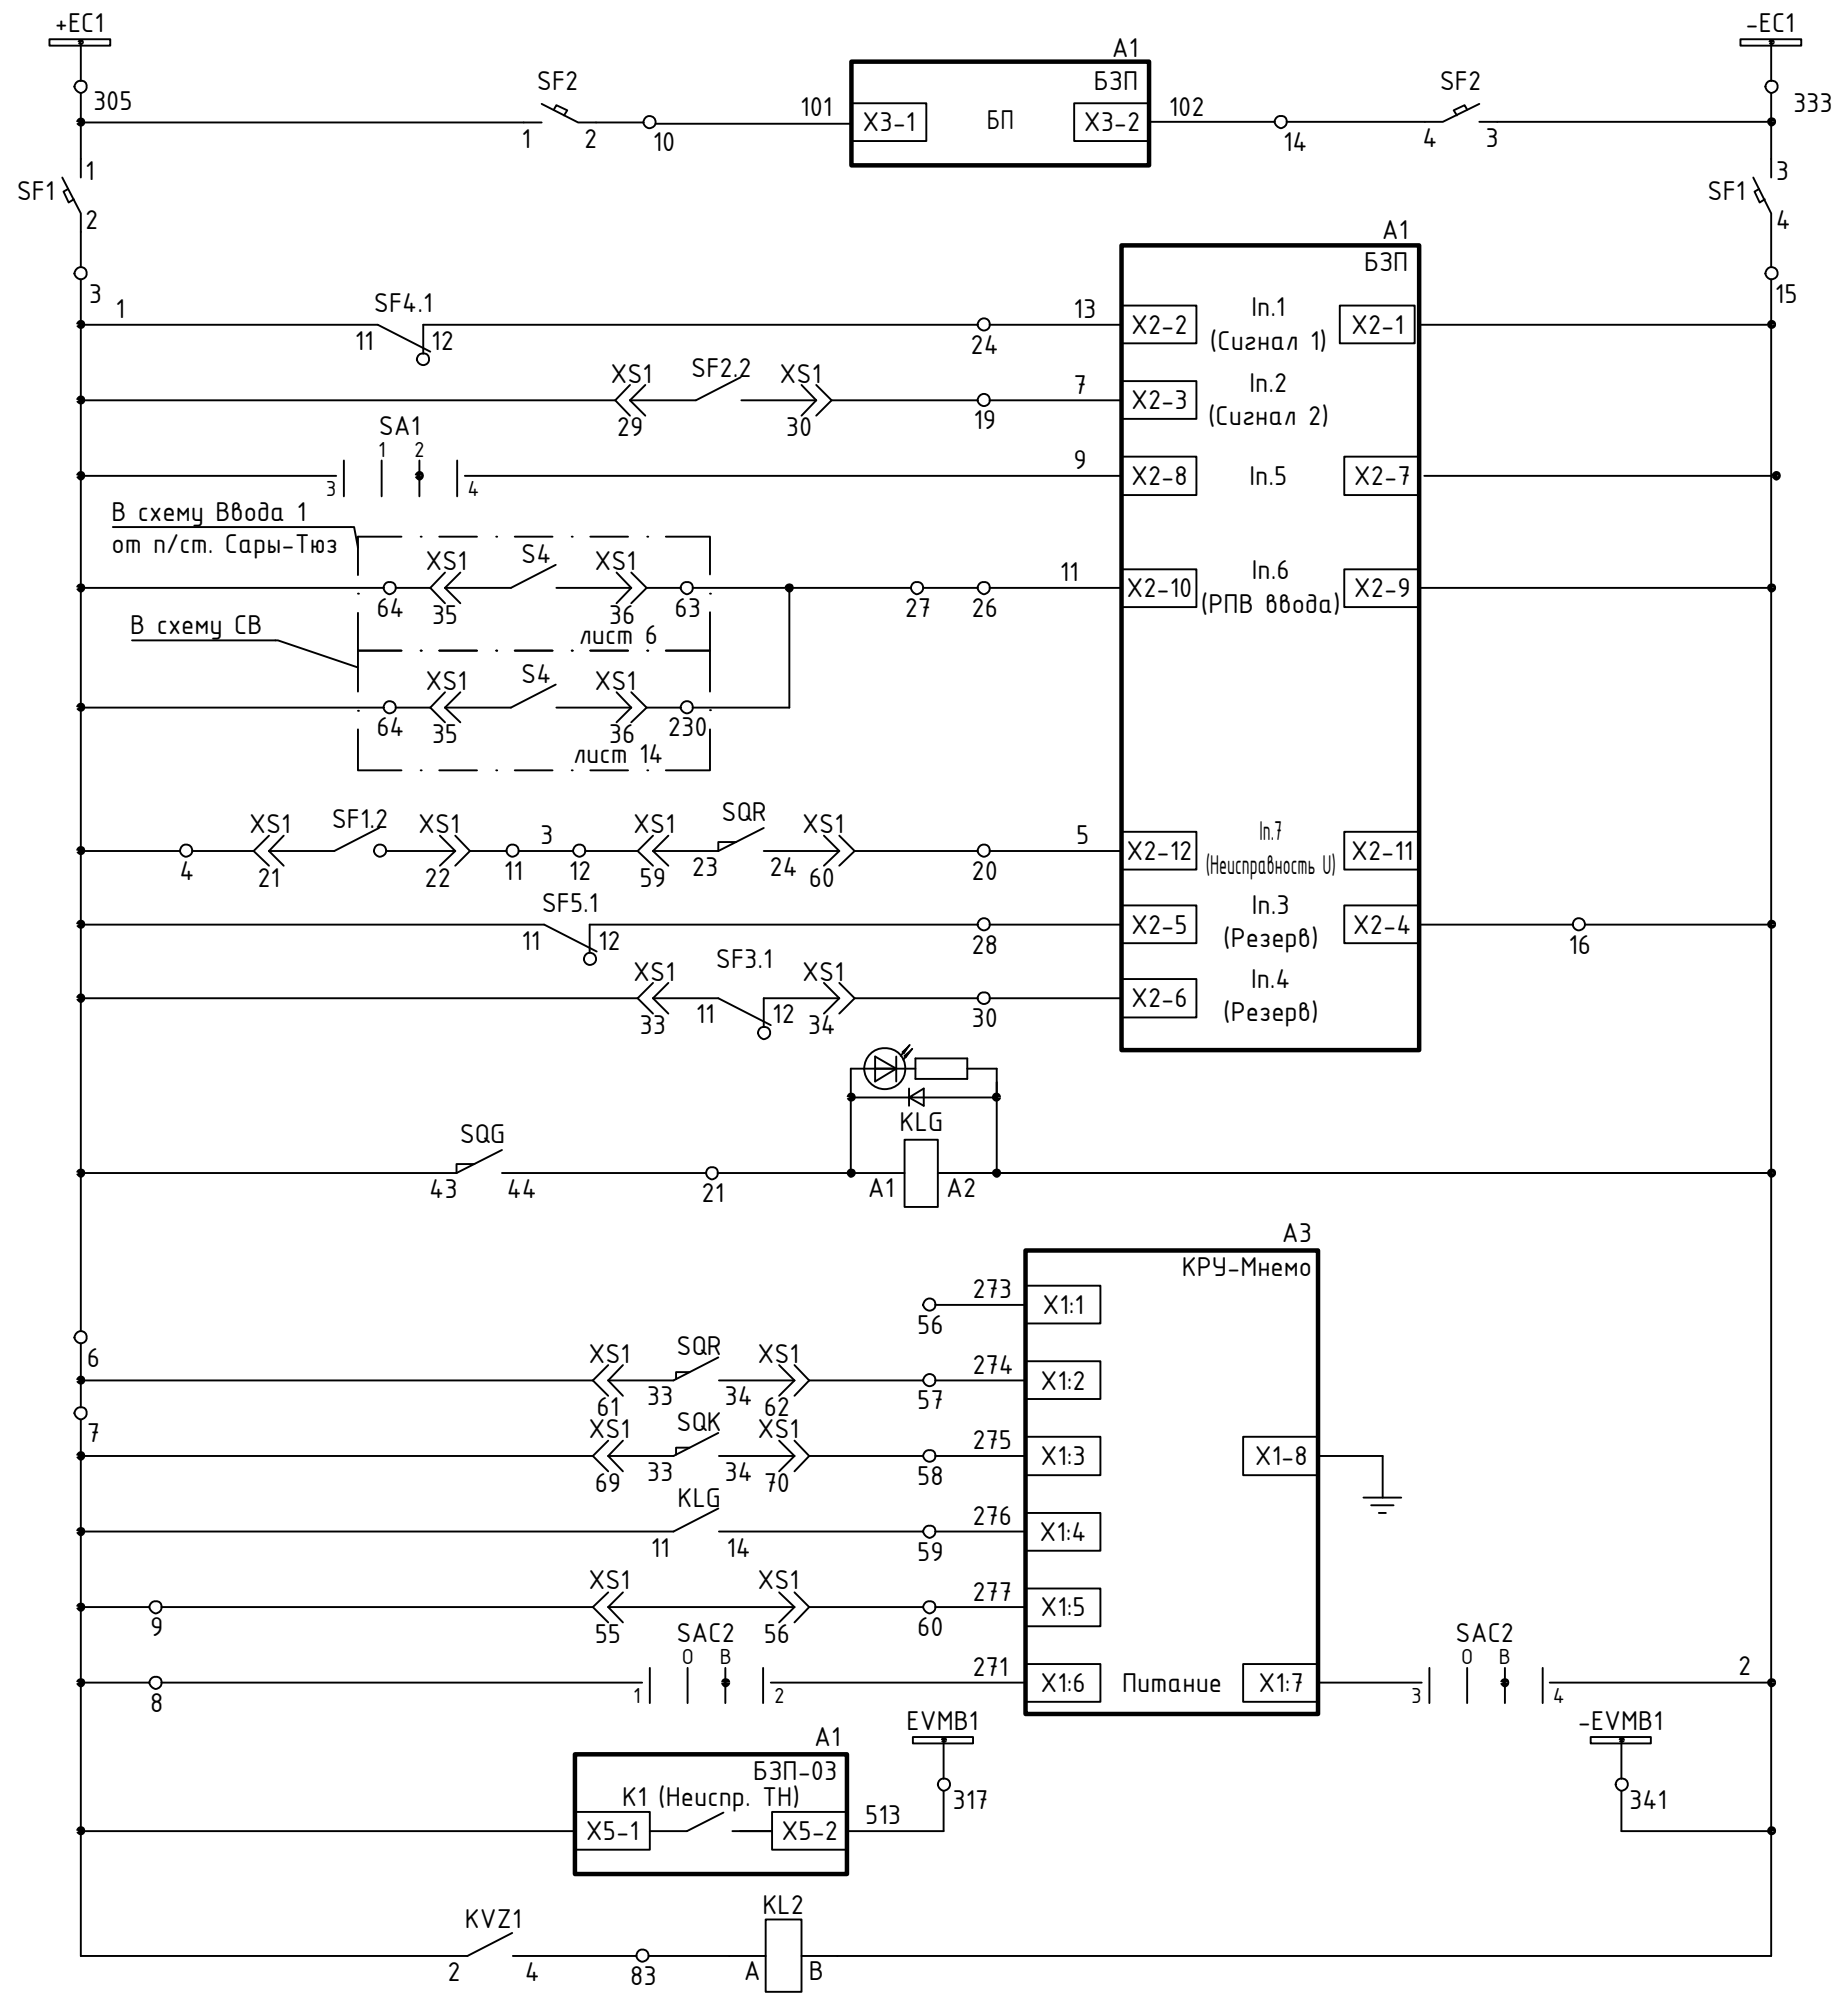 +EC1
-EC1
305
SF2
1
2
10
101
A1
БЗП
X3-1
БП
X3-2
102
14
SF2
4
3
333
1
SF1
2
3
SF1
4
3
15
A1
БЗП
1
SF4.1
11
12
24
13
X2-2
In.1
(Сигнал 1)
X2-1
XS1
29
SF2.2
XS1
30
19
7
X2-3
In.2
(Сигнал 2)
SA1
1
2
3
4
9
X2-8
In.5
X2-7
В схему Ввода 1
от п/ст. Сары-Тюз
64
XS1
35
S4
XS1
36
63
лист 6
27
26
11
X2-10
In.6
(РПВ ввода)
X2-9
В схему СВ
64
XS1
35
S4
XS1
36
230
лист 14
4
XS1
21
SF1.2
XS1
22
11
3
12
XS1
59
SQR
23
24
XS1
60
20
5
X2-12
In.7
(Неисправность U)
X2-11
SF5.1
11
12
28
X2-5
In.3
(Резерв)
X2-4
16
XS1
33
SF3.1
11
12
XS1
34
30
X2-6
In.4
(Резерв)
SQG
43
44
21
KLG
A1
A2
A3
КРУ-Мнемо
56
273
X1:1
6
XS1
61
SQR
33
34
XS1
62
57
274
X1:2
7
XS1
69
SQK
33
34
XS1
70
58
275
X1:3
X1-8
KLG
11
14
59
276
X1:4
9
XS1
55
XS1
56
60
277
X1:5
8
SAC2
О
В
1
2
271
X1:6
Питание
X1:7
SAC2
О
В
3
4
2
A1
БЗП-03
К1 (Неиспр. ТН)
X5-1
X5-2
513
EVMB1
317
-EVMB1
341
KVZ1
2
4
83
KL2
A
B